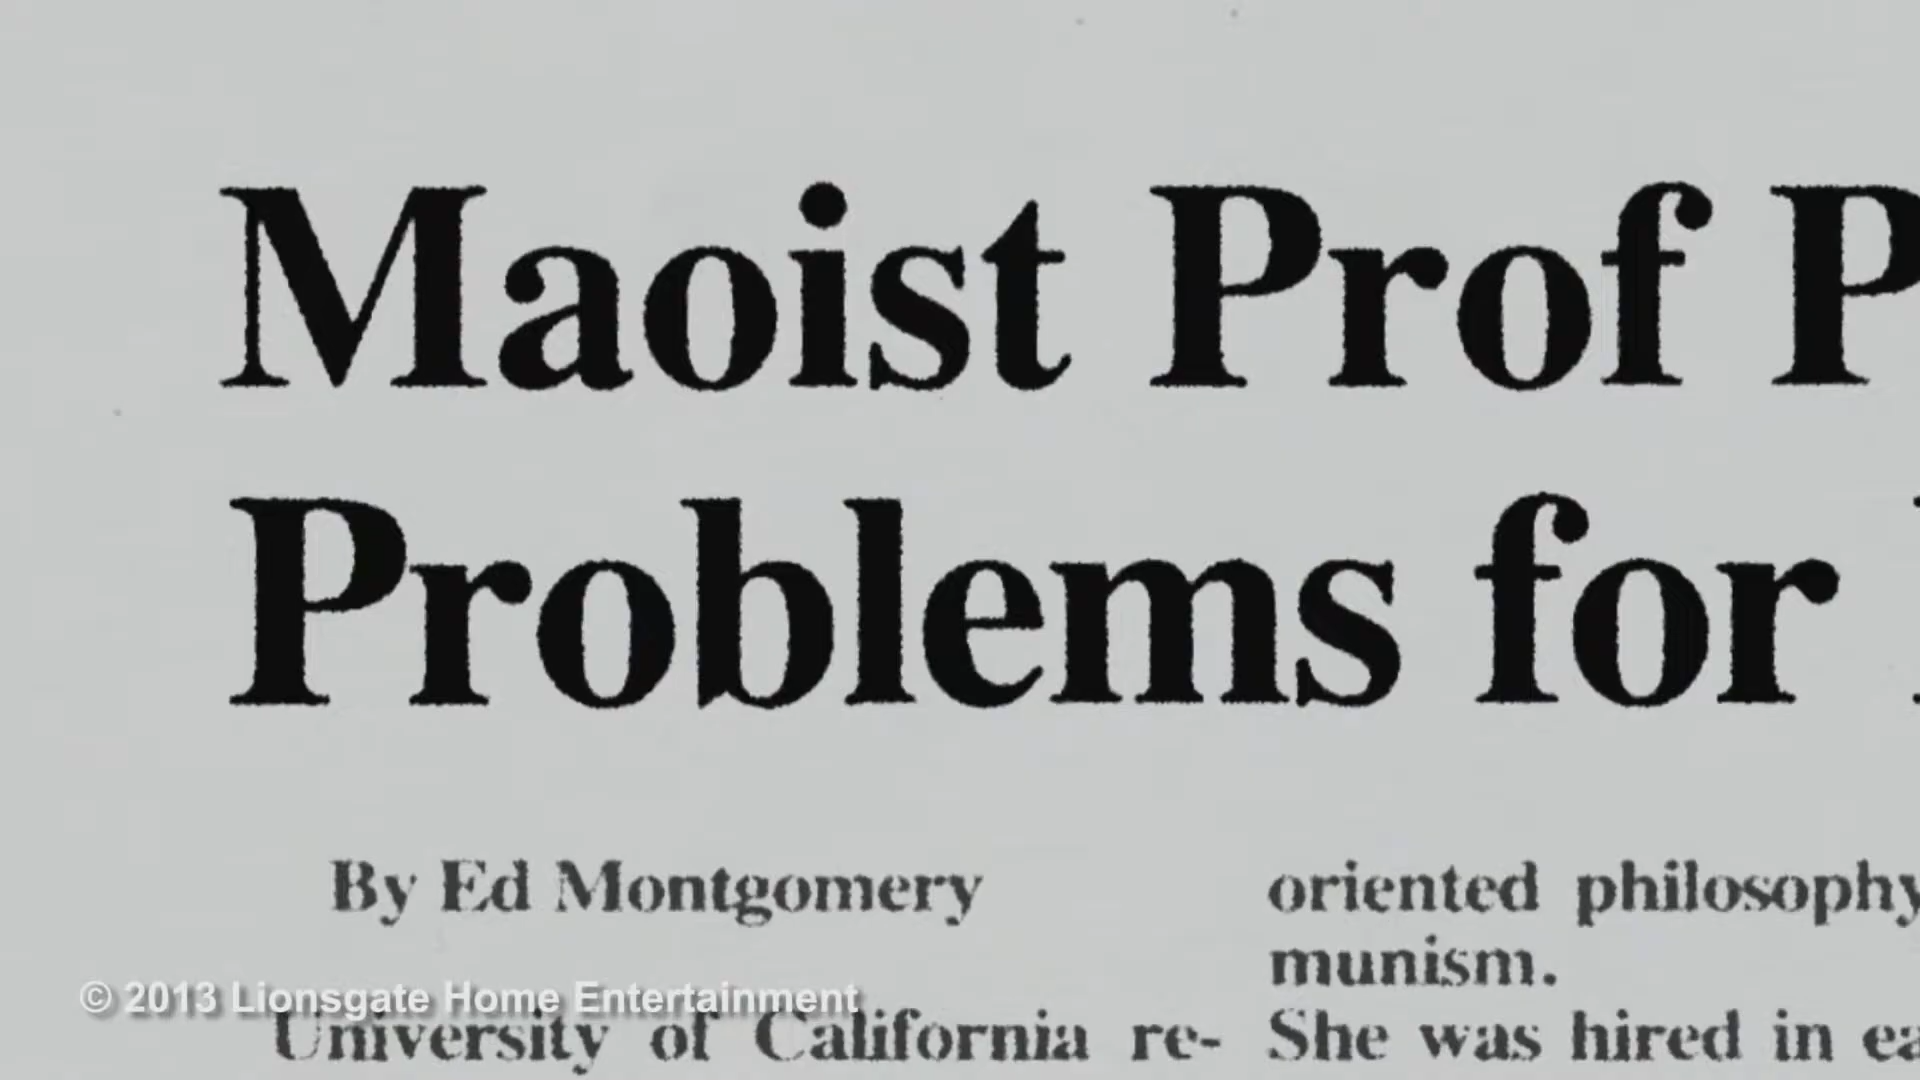 Maoist Prof P
Problems for
By Ed Montgomery
University of California re-
oriented philosophy
munism.
She was hired in ea
© 2013 Lionsgate Home Entertainment